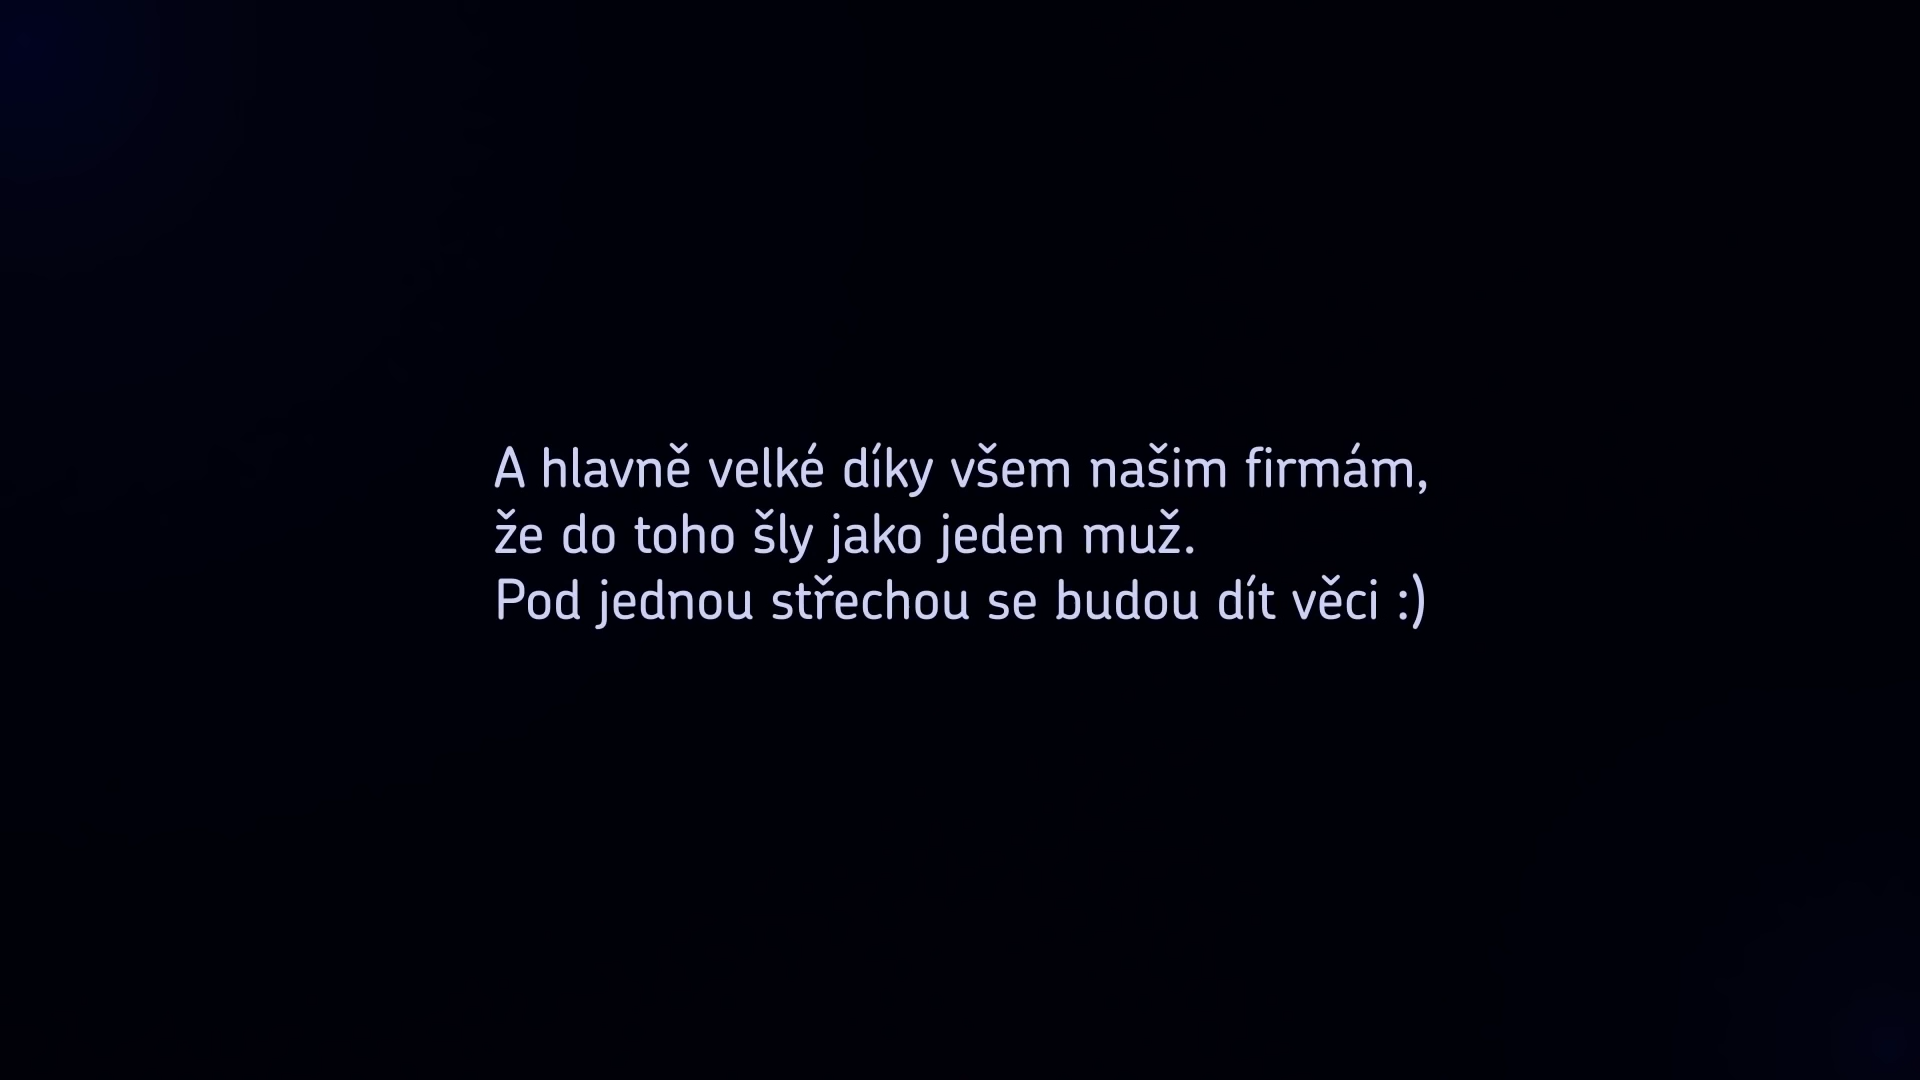 A hlavně velké díky všem našim firmám,
že do toho šly jako jeden muž.
Pod jednou střechou se budou dít věci :)